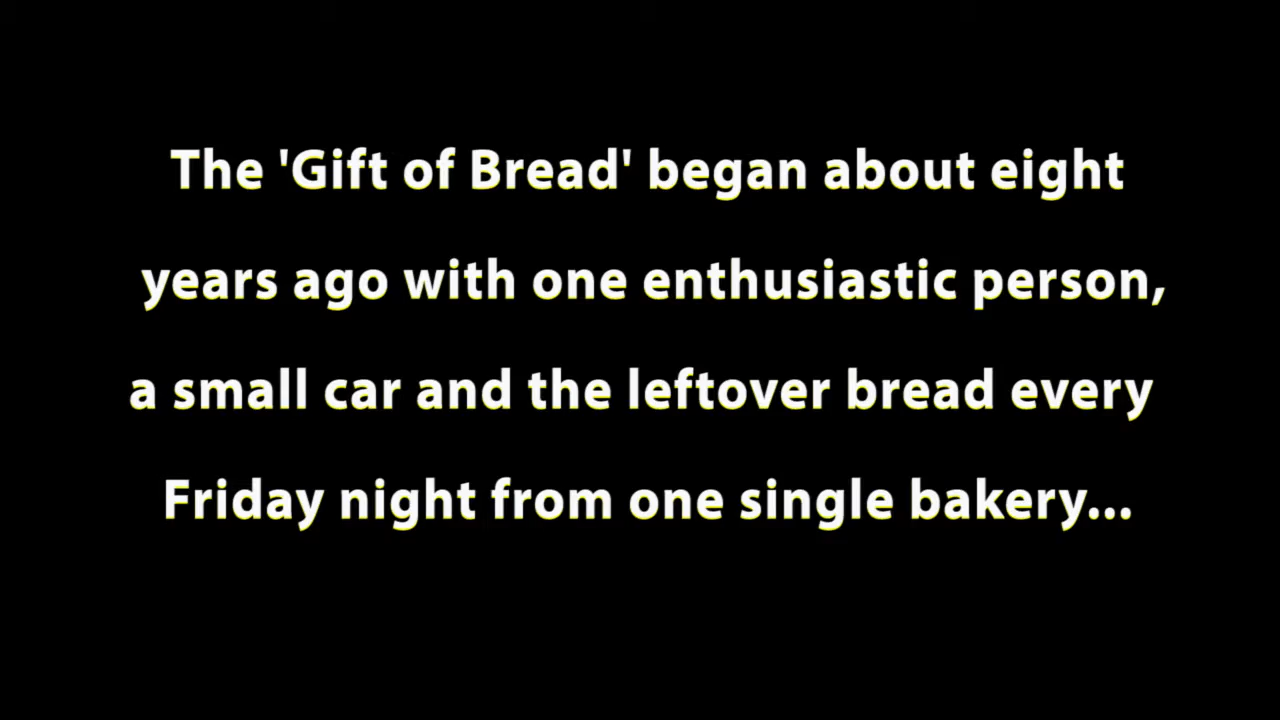 The 'Gift of Bread' began about eight
years ago with one enthusiastic person,
a small car and the leftover bread every
Friday night from one single bakery...